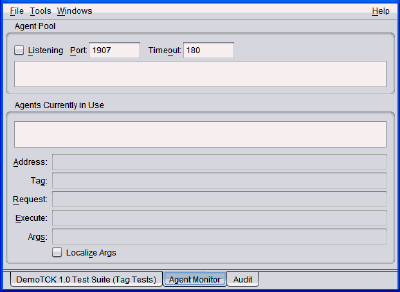 File Tools Windows Help
Agent Pool
Listening Port: 1907 Timeout: 180
Agents Currently in Use
Address:
Tag:
Request:
Execute:
Args:
Localize Args
DemoTCK 1.0 Test Suite (Tag Tests) Agent Monitor Audit